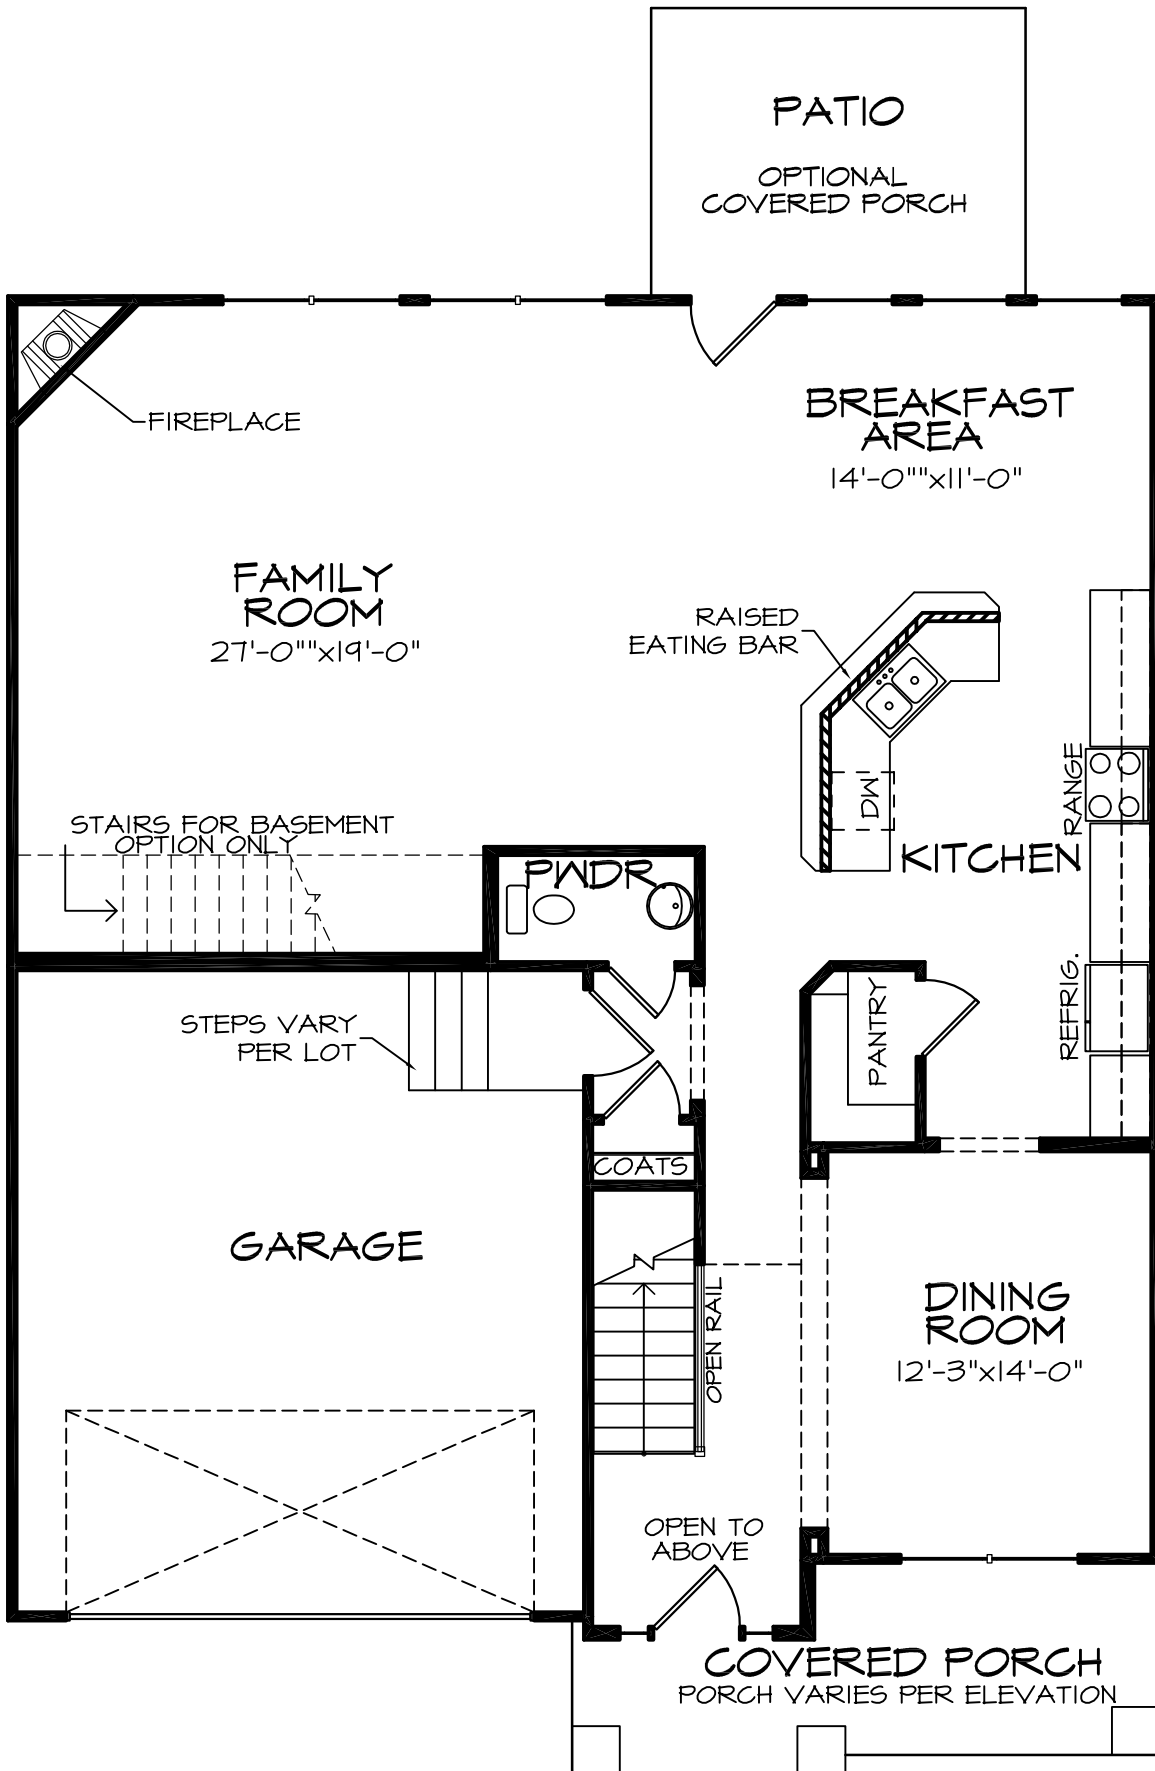 PATIO
OPTIONAL
COVERED PORCH
FIREPLACE
BREAKFAST
AREA
14'-0""x11'-0"
FAMILY
ROOM
27'-0""x19'-0"
RAISED
EATING BAR
RANGE
DW
STAIRS FOR BASEMENT
OPTION ONLY
PWDR
KITCHEN
REFRIG.
PANTRY
STEPS VARY
PER LOT
COATS
GARAGE
OPEN RAIL
DINING
ROOM
12'-3"x14'-0"
OPEN TO
ABOVE
COVERED PORCH
PORCH VARIES PER ELEVATION